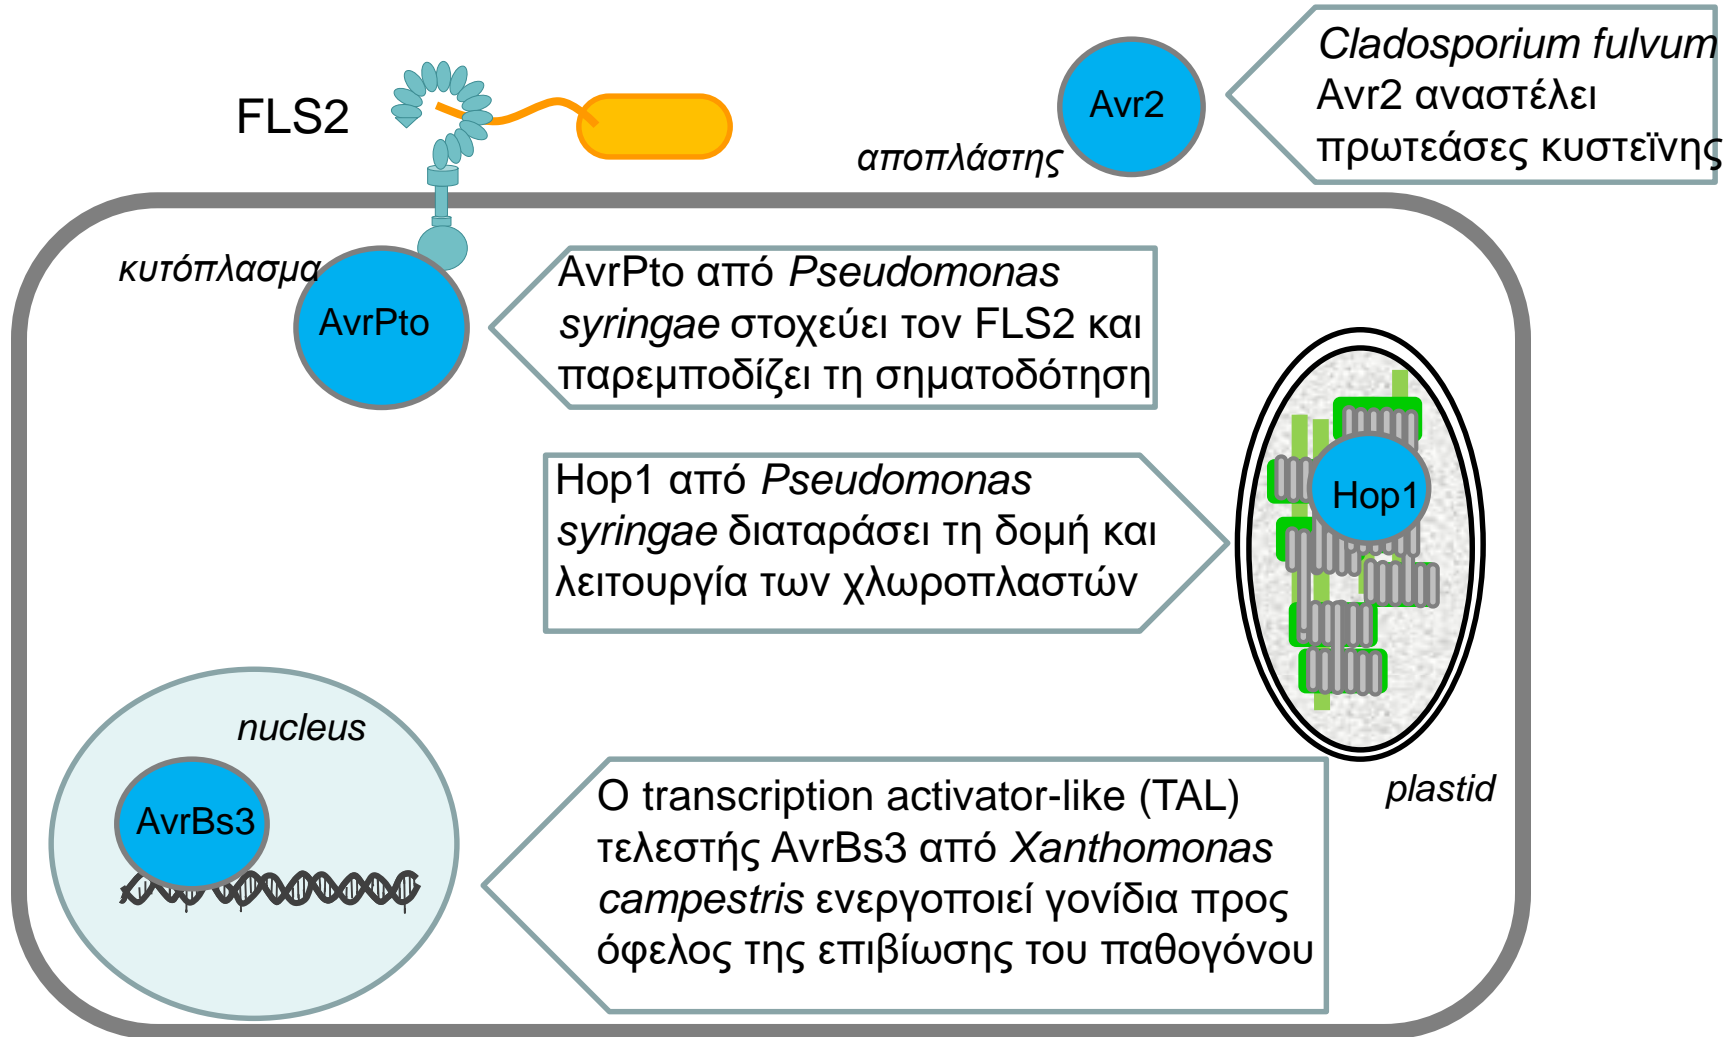 FLS2
Avr2
Cladosporium fulvum
Avr2 αναστέλει
πρωτεάσες κυστεϊνης
αποπλάστης
κυτόπλασμα
AvrPto
AvrPto από Pseudomonas
syringae στοχεύει τον FLS2 και
παρεμποδίζει τη σηματοδότηση
Hop1 από Pseudomonas
syringae διαταράσει τη δομή και
λειτουργία των χλωροπλαστών
Hop1
plastid
nucleus
AvrBs3
Ο transcription activator-like (TAL)
τελεστής AvrBs3 από Xanthomonas
campestris ενεργοποιεί γονίδια προς
όφελος της επιβίωσης του παθογόνου